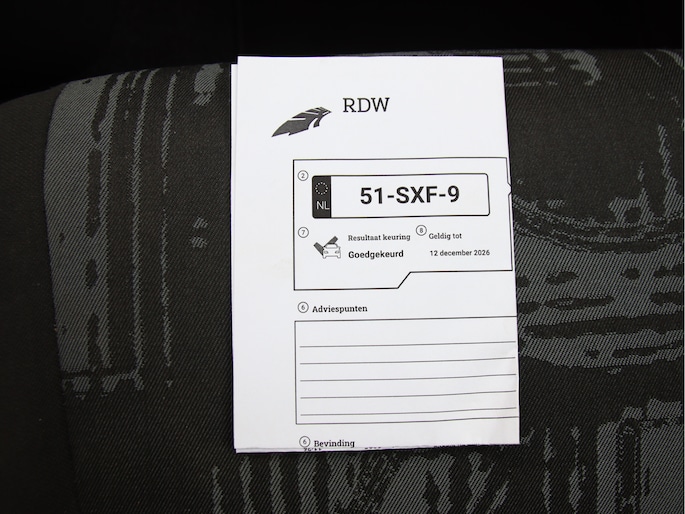 RDW
2
NL
51-SXF-9
7
Resultaat keuring
Goedgekeurd
8
Geldig tot
12 december 2026
6 Adviespunten
6 Bevinding